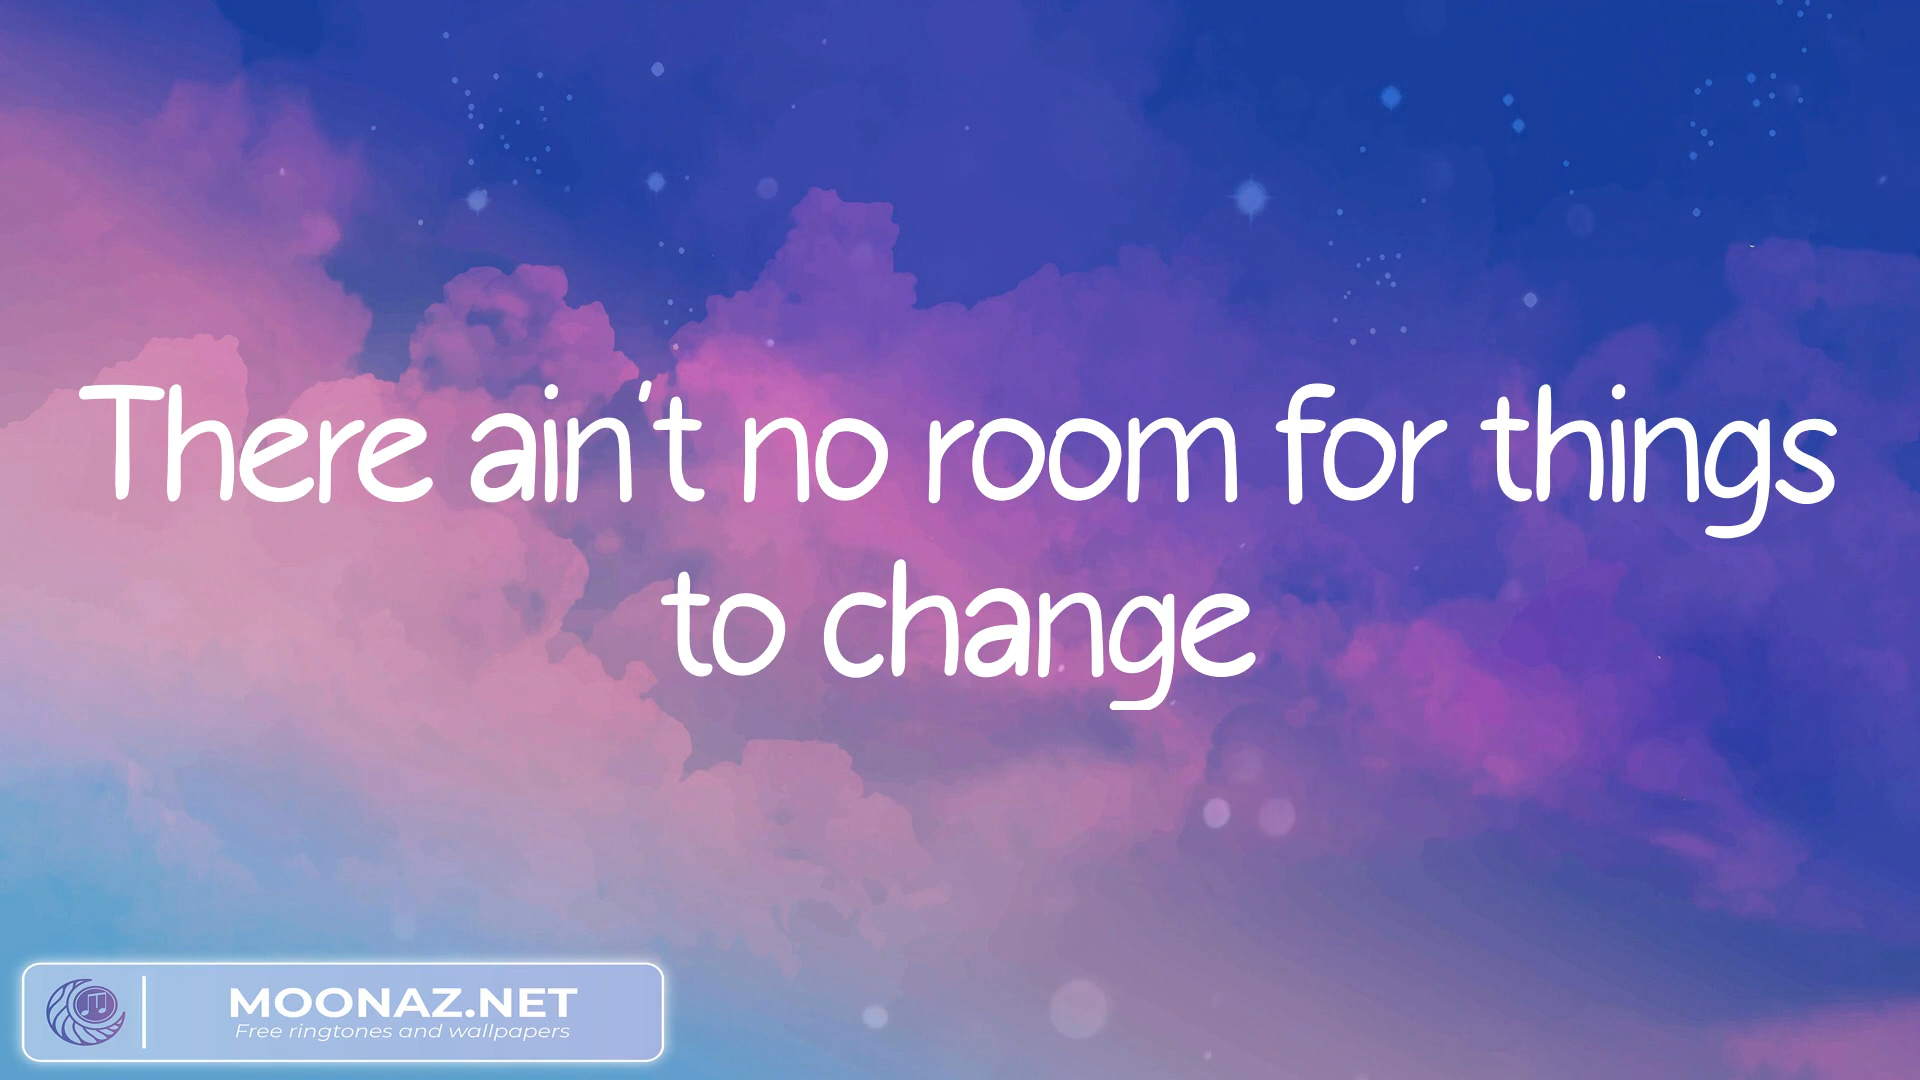 There ain't no room for things
to change
MOONAZ.NET
Free ringtones and wallpapers